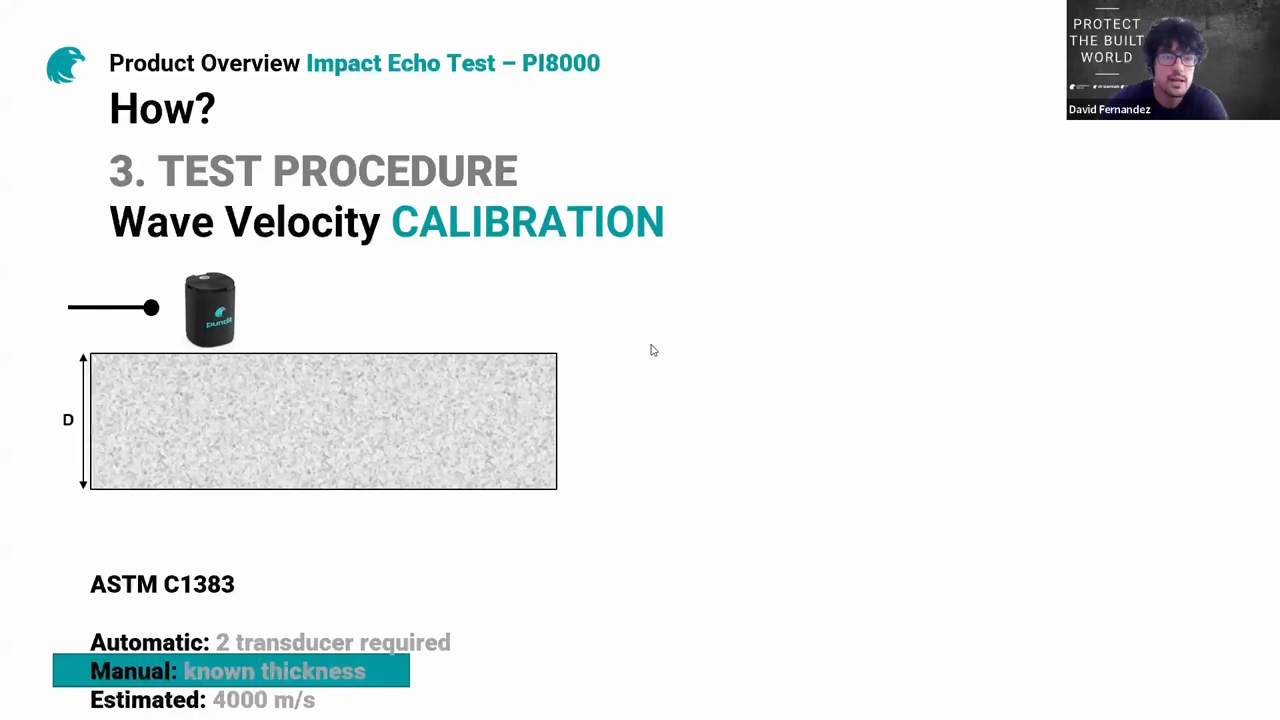 Product Overview Impact Echo Test – PI8000
How?
3. TEST PROCEDURE
Wave Velocity CALIBRATION
PROTECT
THE BUILT
WORLD
David Fernandez
pundit
D
ASTM C1383
Automatic: 2 transducer required
Manual: known thickness
Estimated: 4000 m/s